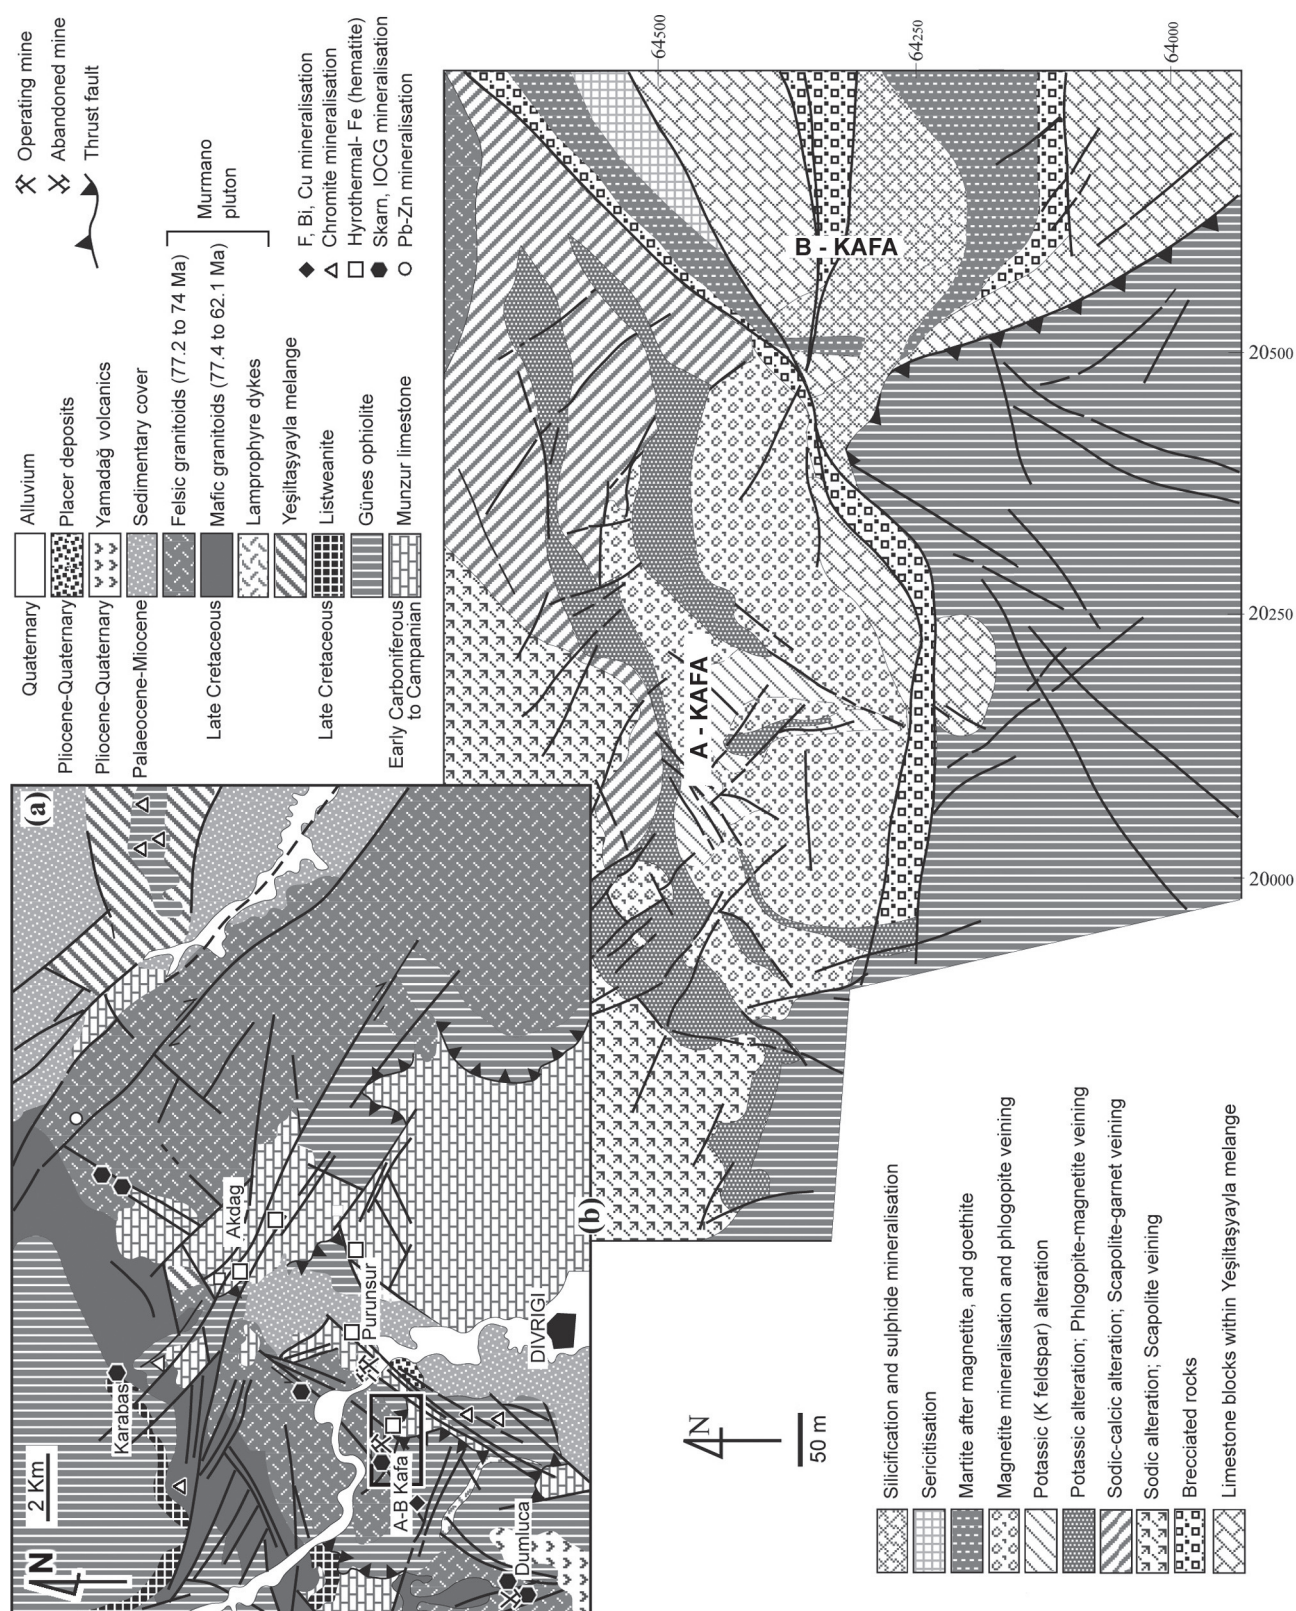 (a)
N
2 Km
Karabas
Akdag
Purunsur
A-B Kafa
Dumluca
DIVRIGI
Quaternary
Alluvium
Pliocene-Quaternary
Placer deposits
Pliocene-Quaternary
Yamadağ volcanics
Palaeocene-Miocene
Sedimentary cover
Felsic granitoids (77.2 to 74 Ma)
Late Cretaceous
Mafic granitoids (77.4 to 62.1 Ma)
Murmano
pluton
Lamprophyre dykes
Yeşiltaşyayla melange
Late Cretaceous
Listweanite
Günes ophiolite
Early Carboniferous
to Campanian
Munzur limestone
Operating mine
Abandoned mine
Thrust fault
F, Bi, Cu mineralisation
Chromite mineralisation
Hyrothermal- Fe (hematite)
Skarn, IOCG mineralisation
Pb-Zn mineralisation
(b)
A - KAFA
B - KAFA
64500
64250
64000
20500
20250
20000
N
50 m
Silicification and sulphide mineralisation
Sericitisation
Martite after magnetite, and goethite
Magnetite mineralisation and phlogopite veining
Potassic (K feldspar) alteration
Potassic alteration; Phlogopite-magnetite veining
Sodic-calcic alteration; Scapolite-garnet veining
Sodic alteration; Scapolite veining
Brecciated rocks
Limestone blocks within Yeşiltaşyayla melange